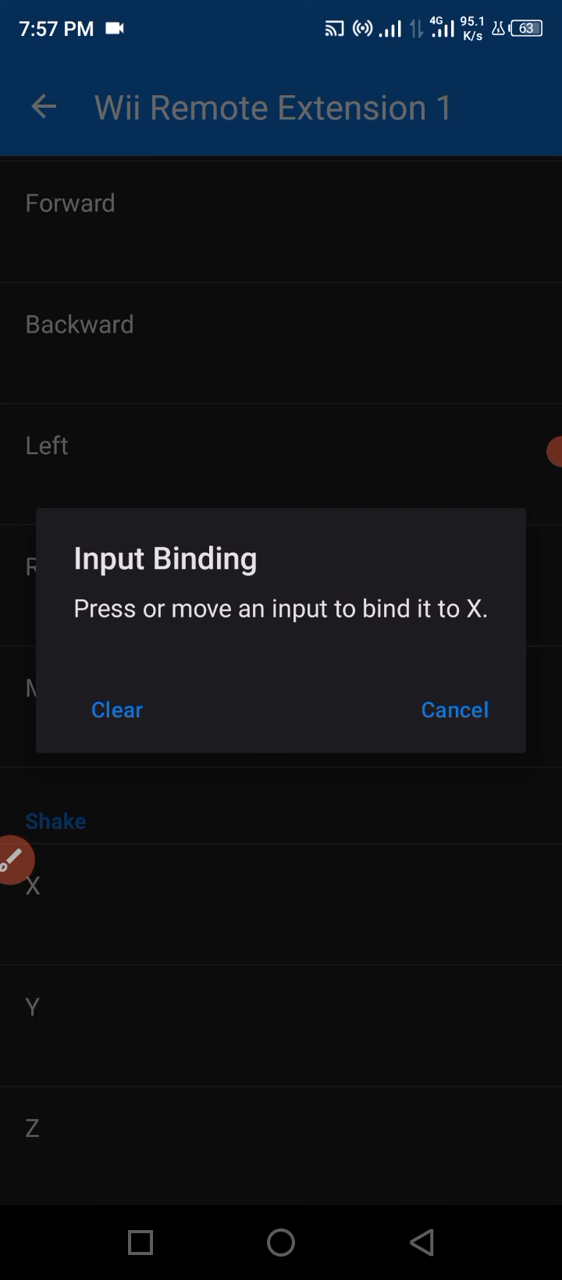 7:57 PM
4G
95.1
K/s
63
Wii Remote Extension 1
Forward
Backward
Left
R
Input Binding
Press or move an input to bind it to X.
M
Clear
Cancel
Shake
X
Y
Z